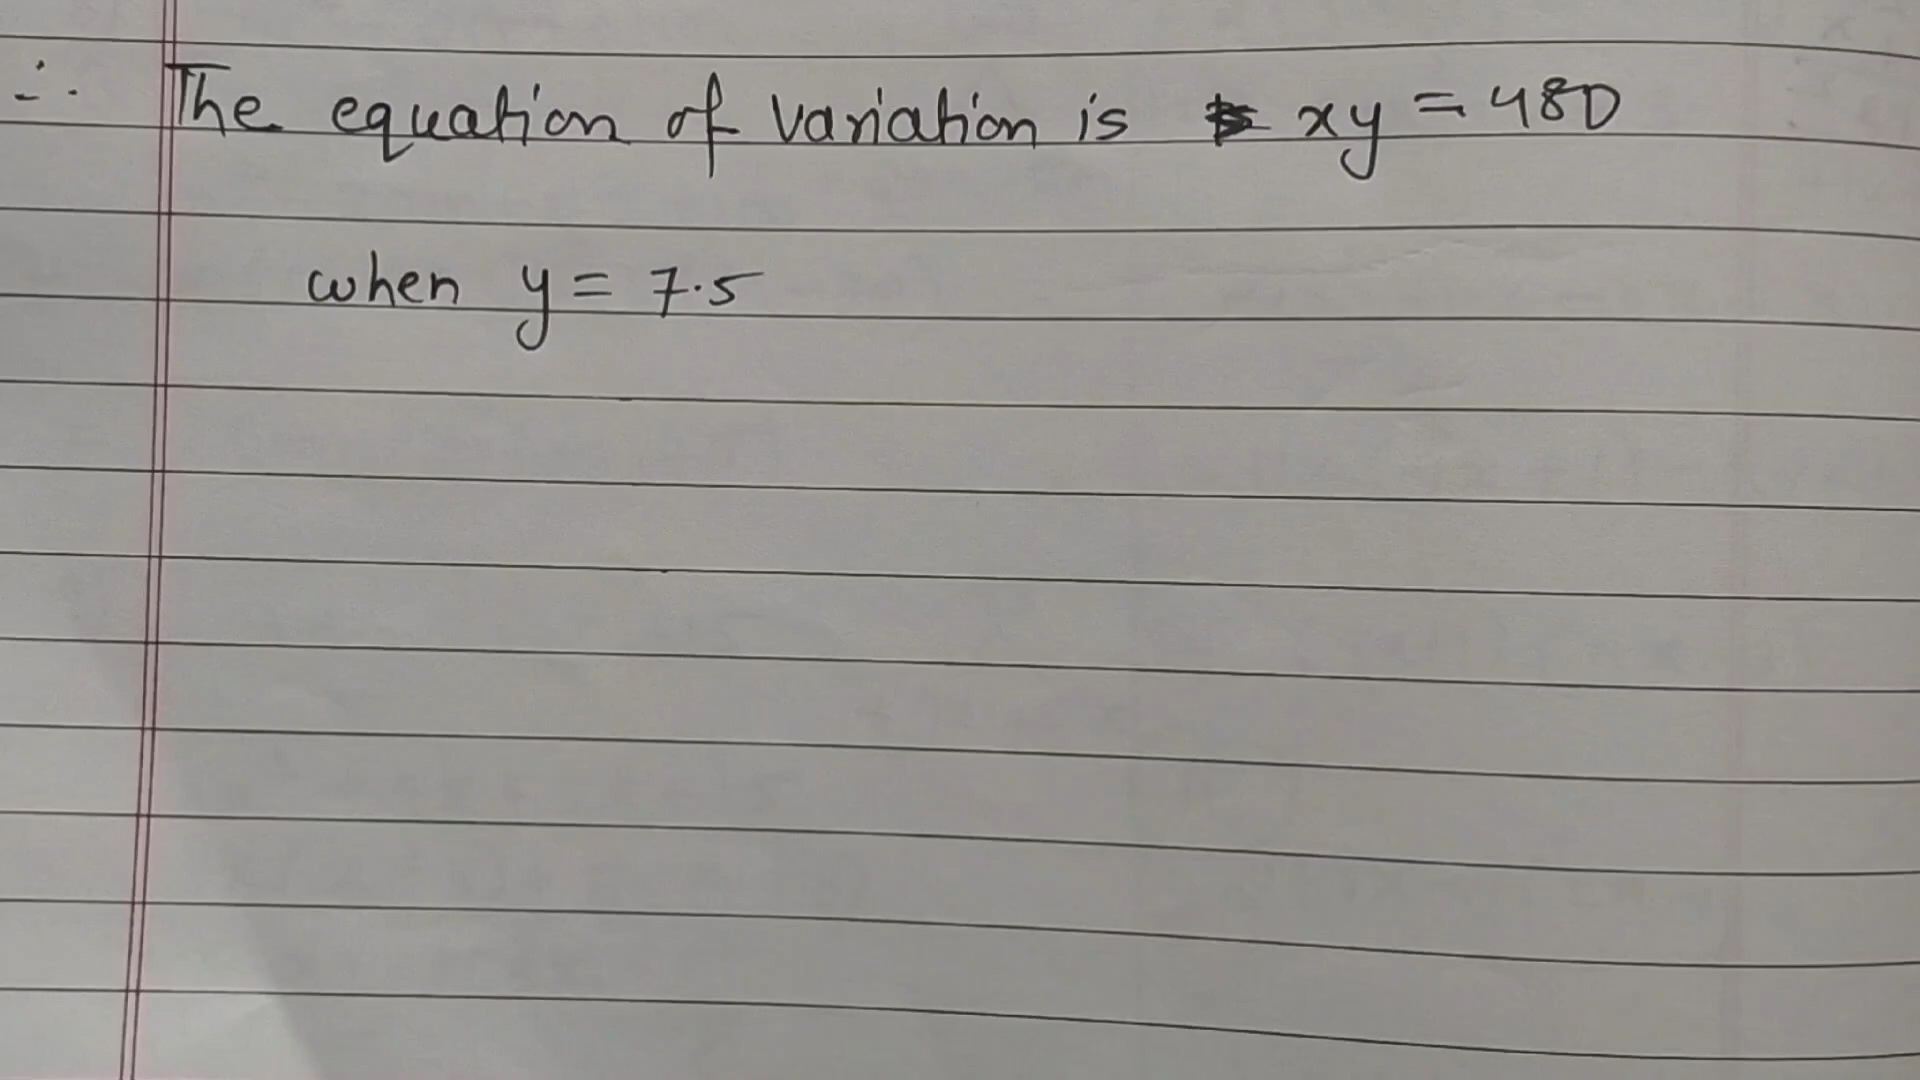 ∴ The equation of variation is xy = 480
when y = 7.5